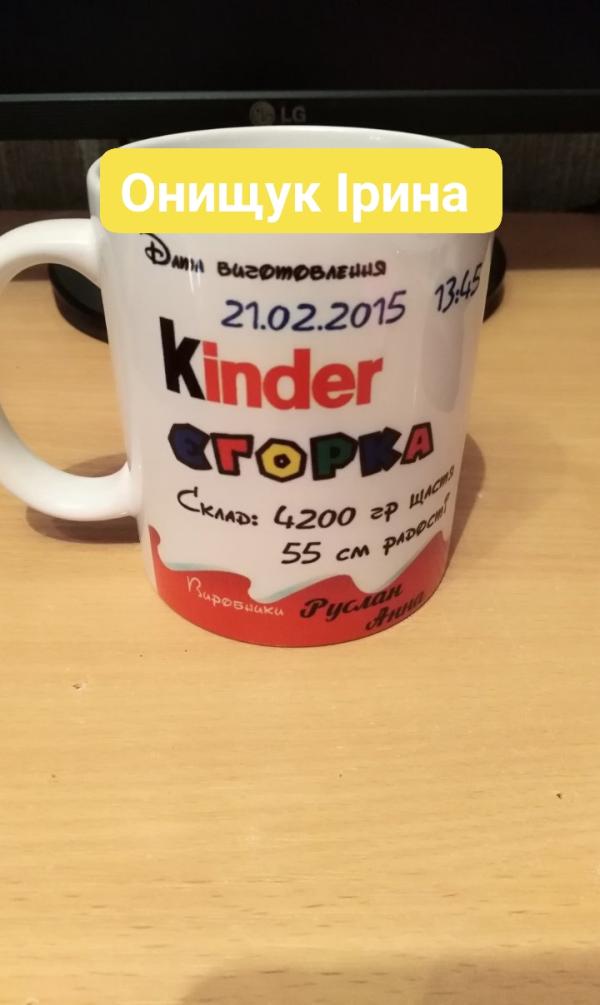 LG
Онищук Ірина
Дата виготовлення
21.02.2015 13:45
Kinder
ЄГОРКА
Склад: 4200 гр щастя
55 см радості
Виробники Руслан
Анна